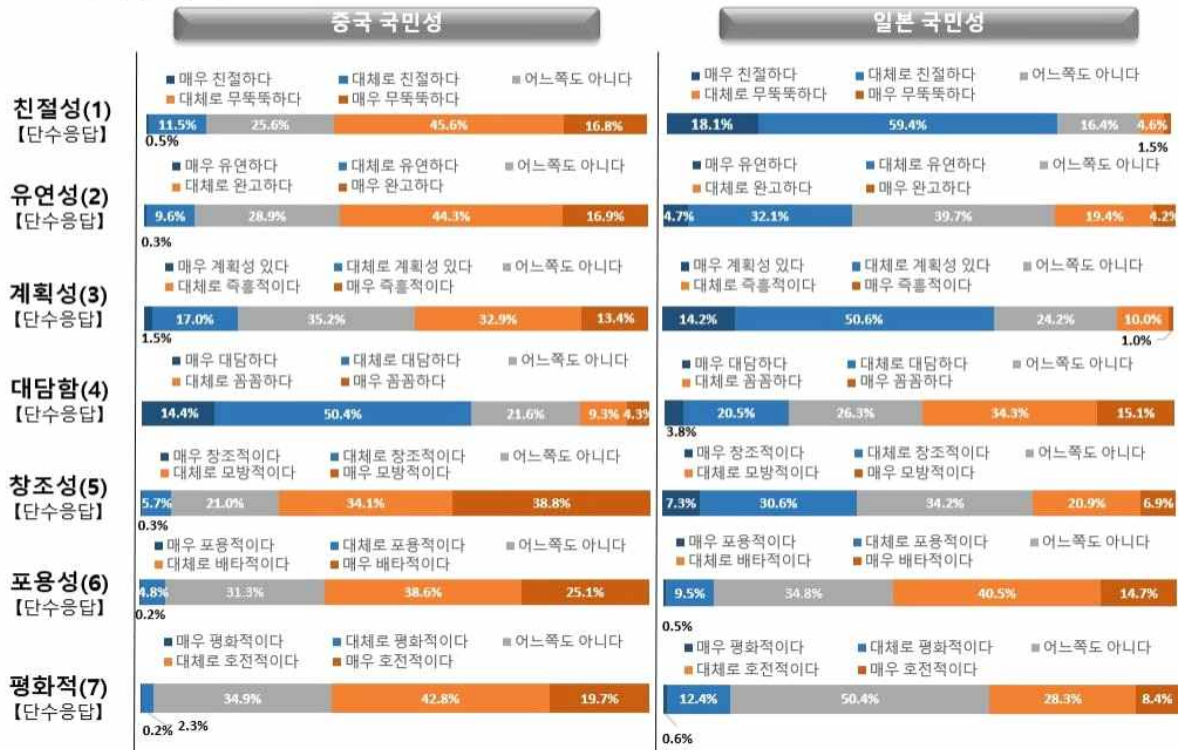 중국 국민성
일본 국민성
친절성(1)
【단수응답】
■ 매우 친절하다 ■ 대체로 친절하다 ■ 어느쪽도 아니다
■ 대체로 무뚝뚝하다 ■ 매우 무뚝뚝하다
11.5% 25.6% 45.6% 16.8%
0.5%
■ 매우 친절하다 ■ 대체로 친절하다 ■ 어느쪽도 아니다
■ 대체로 무뚝뚝하다 ■ 매우 무뚝뚝하다
18.1% 59.4% 16.4% 4.6%
1.5%
유연성(2)
【단수응답】
■ 매우 유연하다 ■ 대체로 유연하다 ■ 어느쪽도 아니다
■ 대체로 완고하다 ■ 매우 완고하다
9.6% 28.9% 44.3% 16.9%
0.3%
■ 매우 유연하다 ■ 대체로 유연하다 ■ 어느쪽도 아니다
■ 대체로 완고하다 ■ 매우 완고하다
4.7% 32.1% 39.7% 19.4% 4.2%
계획성(3)
【단수응답】
■ 매우 계획성 있다 ■ 대체로 계획성 있다 ■ 어느쪽도 아니다
■ 대체로 즉흥적이다 ■ 매우 즉흥적이다
17.0% 35.2% 32.9% 13.4%
1.5%
■ 매우 계획성 있다 ■ 대체로 계획성 있다 ■ 어느쪽도 아니다
■ 대체로 즉흥적이다 ■ 매우 즉흥적이다
14.2% 50.6% 24.2% 10.0%
1.0%
대담함(4)
【단수응답】
■ 매우 대담하다 ■ 대체로 대담하다 ■ 어느쪽도 아니다
■ 대체로 꼼꼼하다 ■ 매우 꼼꼼하다
14.4% 50.4% 21.6% 9.3% 4.3%
■ 매우 대담하다 ■ 대체로 대담하다 ■ 어느쪽도 아니다
■ 대체로 꼼꼼하다 ■ 매우 꼼꼼하다
20.5% 26.3% 34.3% 15.1%
3.8%
창조성(5)
【단수응답】
■ 매우 창조적이다 ■ 대체로 창조적이다 ■ 어느쪽도 아니다
■ 대체로 모방적이다 ■ 매우 모방적이다
5.7% 21.0% 34.1% 38.8%
0.3%
■ 매우 창조적이다 ■ 대체로 창조적이다 ■ 어느쪽도 아니다
■ 대체로 모방적이다 ■ 매우 모방적이다
7.3% 30.6% 34.2% 20.9% 6.9%
포용성(6)
【단수응답】
■ 매우 포용적이다 ■ 대체로 포용적이다 ■ 어느쪽도 아니다
■ 대체로 배타적이다 ■ 매우 배타적이다
4.8% 31.3% 38.6% 25.1%
0.2%
■ 매우 포용적이다 ■ 대체로 포용적이다 ■ 어느쪽도 아니다
■ 대체로 배타적이다 ■ 매우 배타적이다
9.5% 34.8% 40.5% 14.7%
0.5%
평화적(7)
【단수응답】
■ 매우 평화적이다 ■ 대체로 평화적이다 ■ 어느쪽도 아니다
■ 대체로 호전적이다 ■ 매우 호전적이다
34.9% 42.8% 19.7%
0.2% 2.3%
■ 매우 평화적이다 ■ 대체로 평화적이다 ■ 어느쪽도 아니다
■ 대체로 호전적이다 ■ 매우 호전적이다
12.4% 50.4% 28.3% 8.4%
0.6%